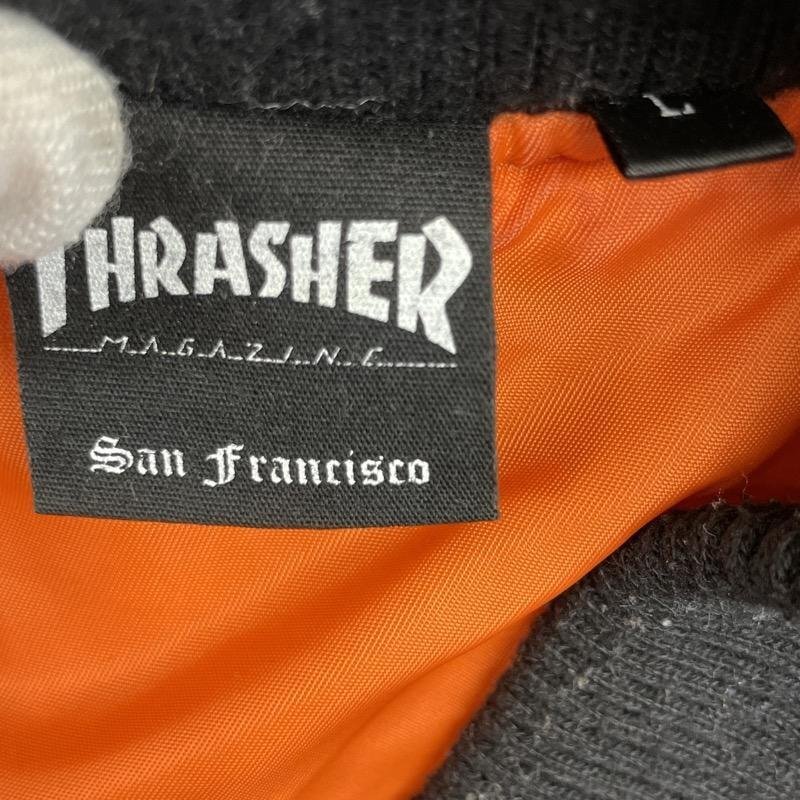 THRASHER
MAGAZINE
San Francisco
L